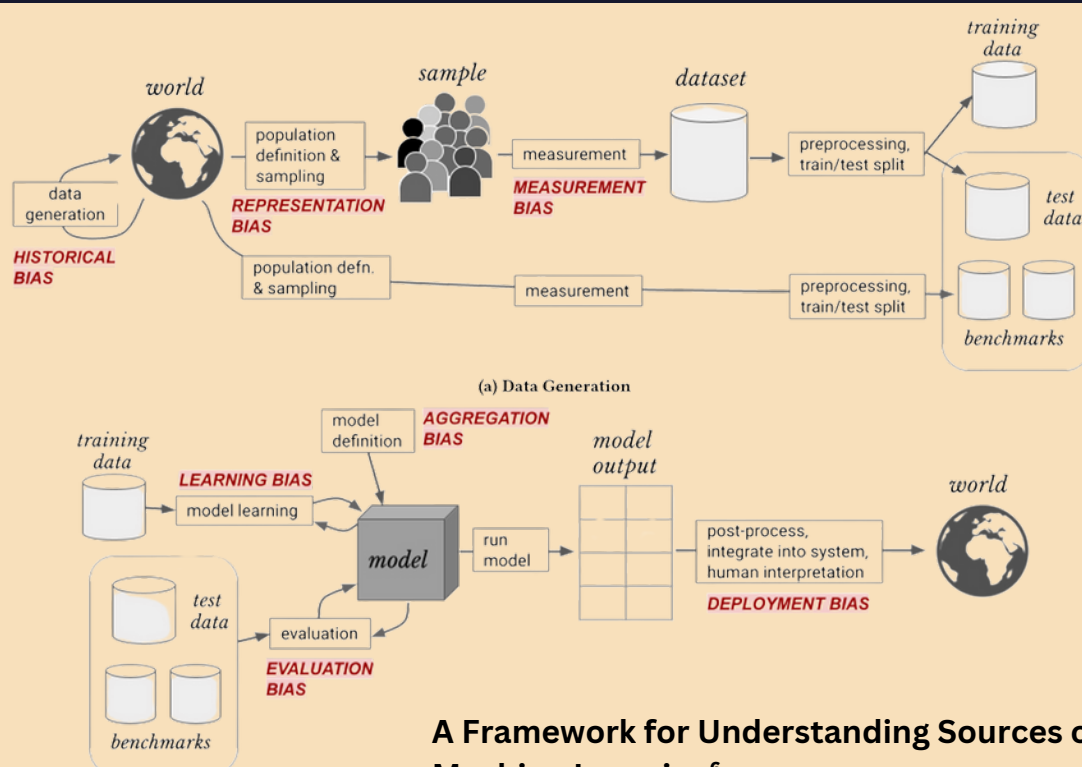 world
sample
dataset
training
data
data
generation
HISTORICAL
BIAS
population
definition &
sampling
REPRESENTATION
BIAS
measurement
MEASUREMENT
BIAS
preprocessing,
train/test split
test
data
population defn.
& sampling
measurement
preprocessing,
train/test split
benchmarks
(a) Data Generation
training
data
LEARNING BIAS
model learning
model
definition
AGGREGATION
BIAS
model
run
model
model
output
post-process,
integrate into system,
human interpretation
DEPLOYMENT BIAS
world
test
data
evaluation
EVALUATION
BIAS
benchmarks
A Framework for Understanding Sources